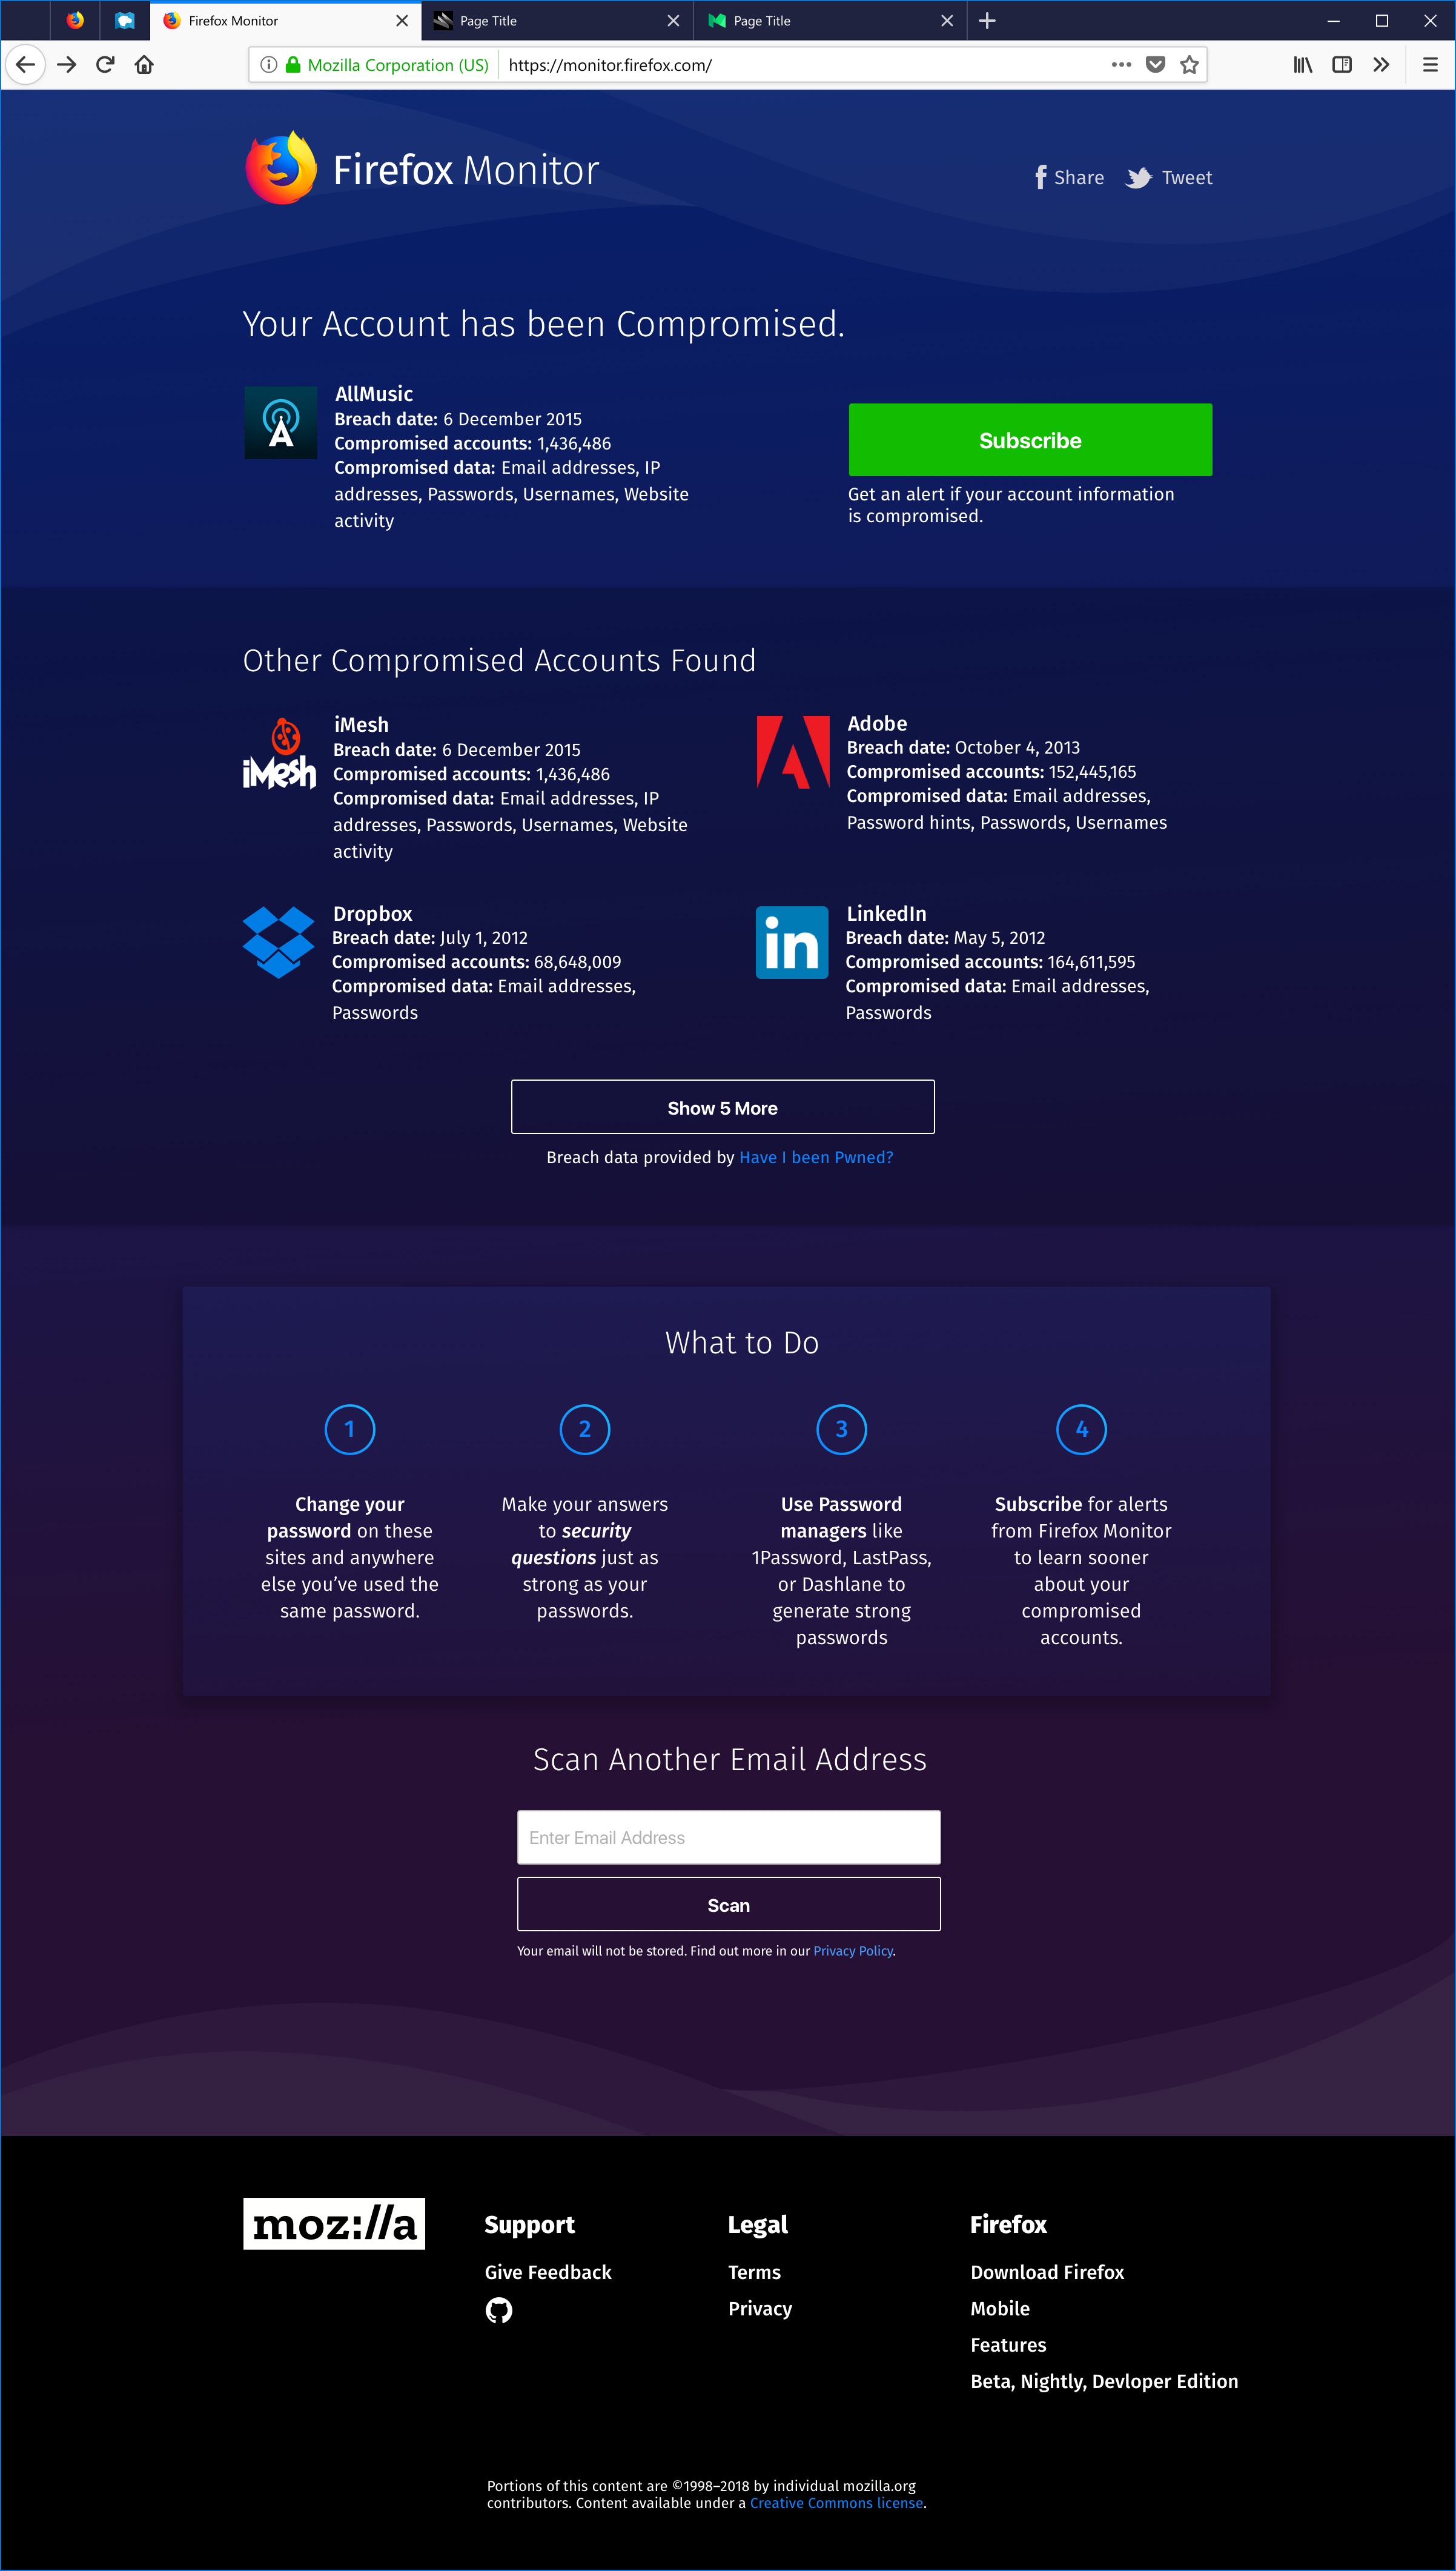 Firefox Monitor
Page Title
Page Title
Mozilla Corporation (US)
https://monitor.firefox.com/
Firefox Monitor
Share
Tweet
Your Account has been Compromised.
AllMusic
Breach date: 6 December 2015
Compromised accounts: 1,436,486
Compromised data: Email addresses, IP
addresses, Passwords, Usernames, Website
activity
Subscribe
Get an alert if your account information
is compromised.
Other Compromised Accounts Found
iMesh
iMesh
Breach date: 6 December 2015
Compromised accounts: 1,436,486
Compromised data: Email addresses, IP
addresses, Passwords, Usernames, Website
activity
Adobe
Breach date: October 4, 2013
Compromised accounts: 152,445,165
Compromised data: Email addresses,
Password hints, Passwords, Usernames
Dropbox
Breach date: July 1, 2012
Compromised accounts: 68,648,009
Compromised data: Email addresses,
Passwords
in
LinkedIn
Breach date: May 5, 2012
Compromised accounts: 164,611,595
Compromised data: Email addresses,
Passwords
Show 5 More
Breach data provided by Have I been Pwned?
What to Do
1
Change your
password on these
sites and anywhere
else you’ve used the
same password.
2
Make your answers
to security
questions just as
strong as your
passwords.
3
Use Password
managers like
1Password, LastPass,
or Dashlane to
generate strong
passwords
4
Subscribe for alerts
from Firefox Monitor
to learn sooner
about your
compromised
accounts.
Scan Another Email Address
Enter Email Address
Scan
Your email will not be stored. Find out more in our Privacy Policy.
moz://a
Support
Give Feedback
Legal
Terms
Privacy
Firefox
Download Firefox
Mobile
Features
Beta, Nightly, Devloper Edition
Portions of this content are ©1998–2018 by individual mozilla.org
contributors. Content available under a Creative Commons license.